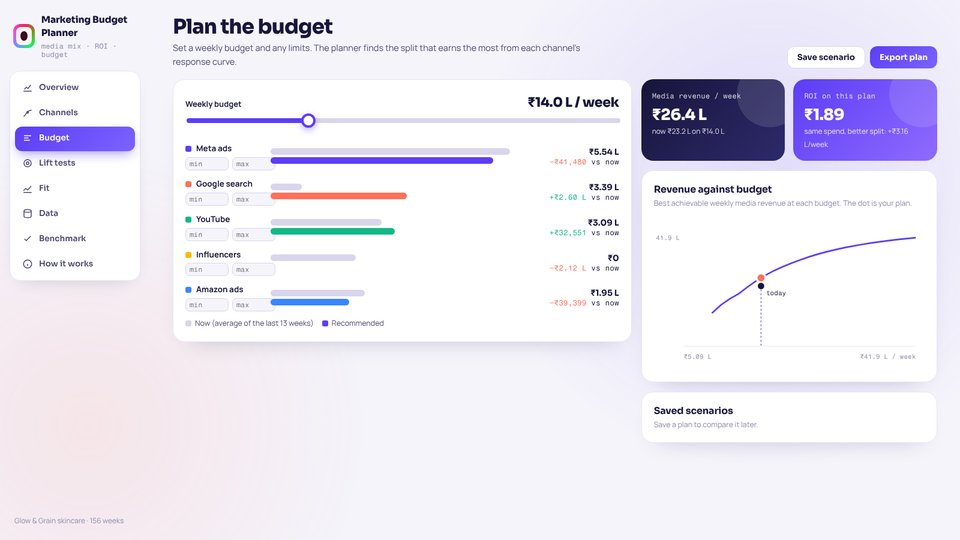 Marketing Budget
Planner
media mix · ROI ·
budget
Overview
Channels
Budget
Lift tests
Fit
Data
Benchmark
How it works
Glow & Grain skincare · 156 weeks
Plan the budget
Set a weekly budget and any limits. The planner finds the split that earns the most from each channel's
response curve.
Save scenario
Export plan
Weekly budget
₹14.0 L / week
Meta ads
min
max
₹5.54 L
−₹41,480 vs now
Google search
min
max
₹3.39 L
+₹2.60 L vs now
YouTube
min
max
₹3.09 L
+₹32,551 vs now
Influencers
min
max
₹0
−₹2.12 L vs now
Amazon ads
min
max
₹1.95 L
−₹39,399 vs now
Now (average of the last 13 weeks)
Recommended
Media revenue / week
₹26.4 L
now ₹23.2 L on ₹14.0 L
ROI on this plan
₹1.89
same spend, better split: +₹3.16
L/week
Revenue against budget
Best achievable weekly media revenue at each budget. The dot is your plan.
41.9 L
today
₹5.09 L
₹41.9 L / week
Saved scenarios
Save a plan to compare it later.